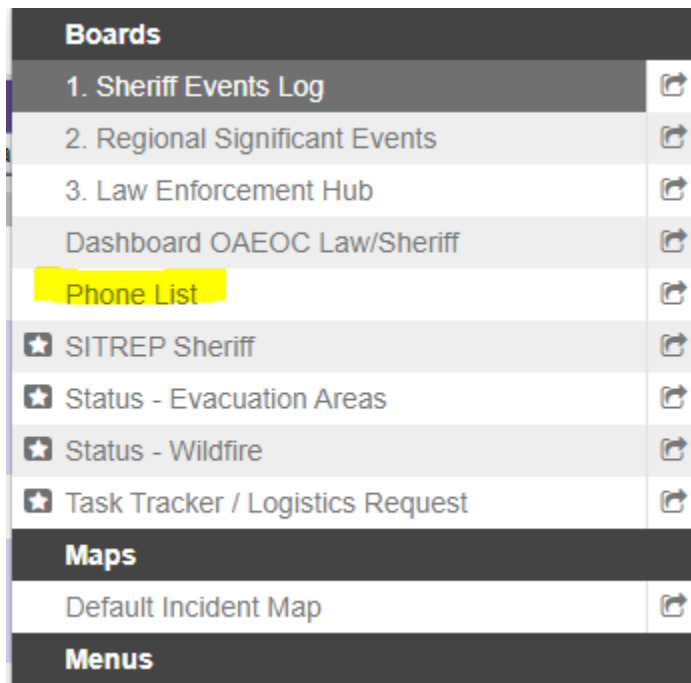 Boards
1. Sheriff Events Log
2. Regional Significant Events
3. Law Enforcement Hub
Dashboard OAEOC Law/Sheriff
Phone List
SITREP Sheriff
Status - Evacuation Areas
Status - Wildfire
Task Tracker / Logistics Request
Maps
Default Incident Map
Menus